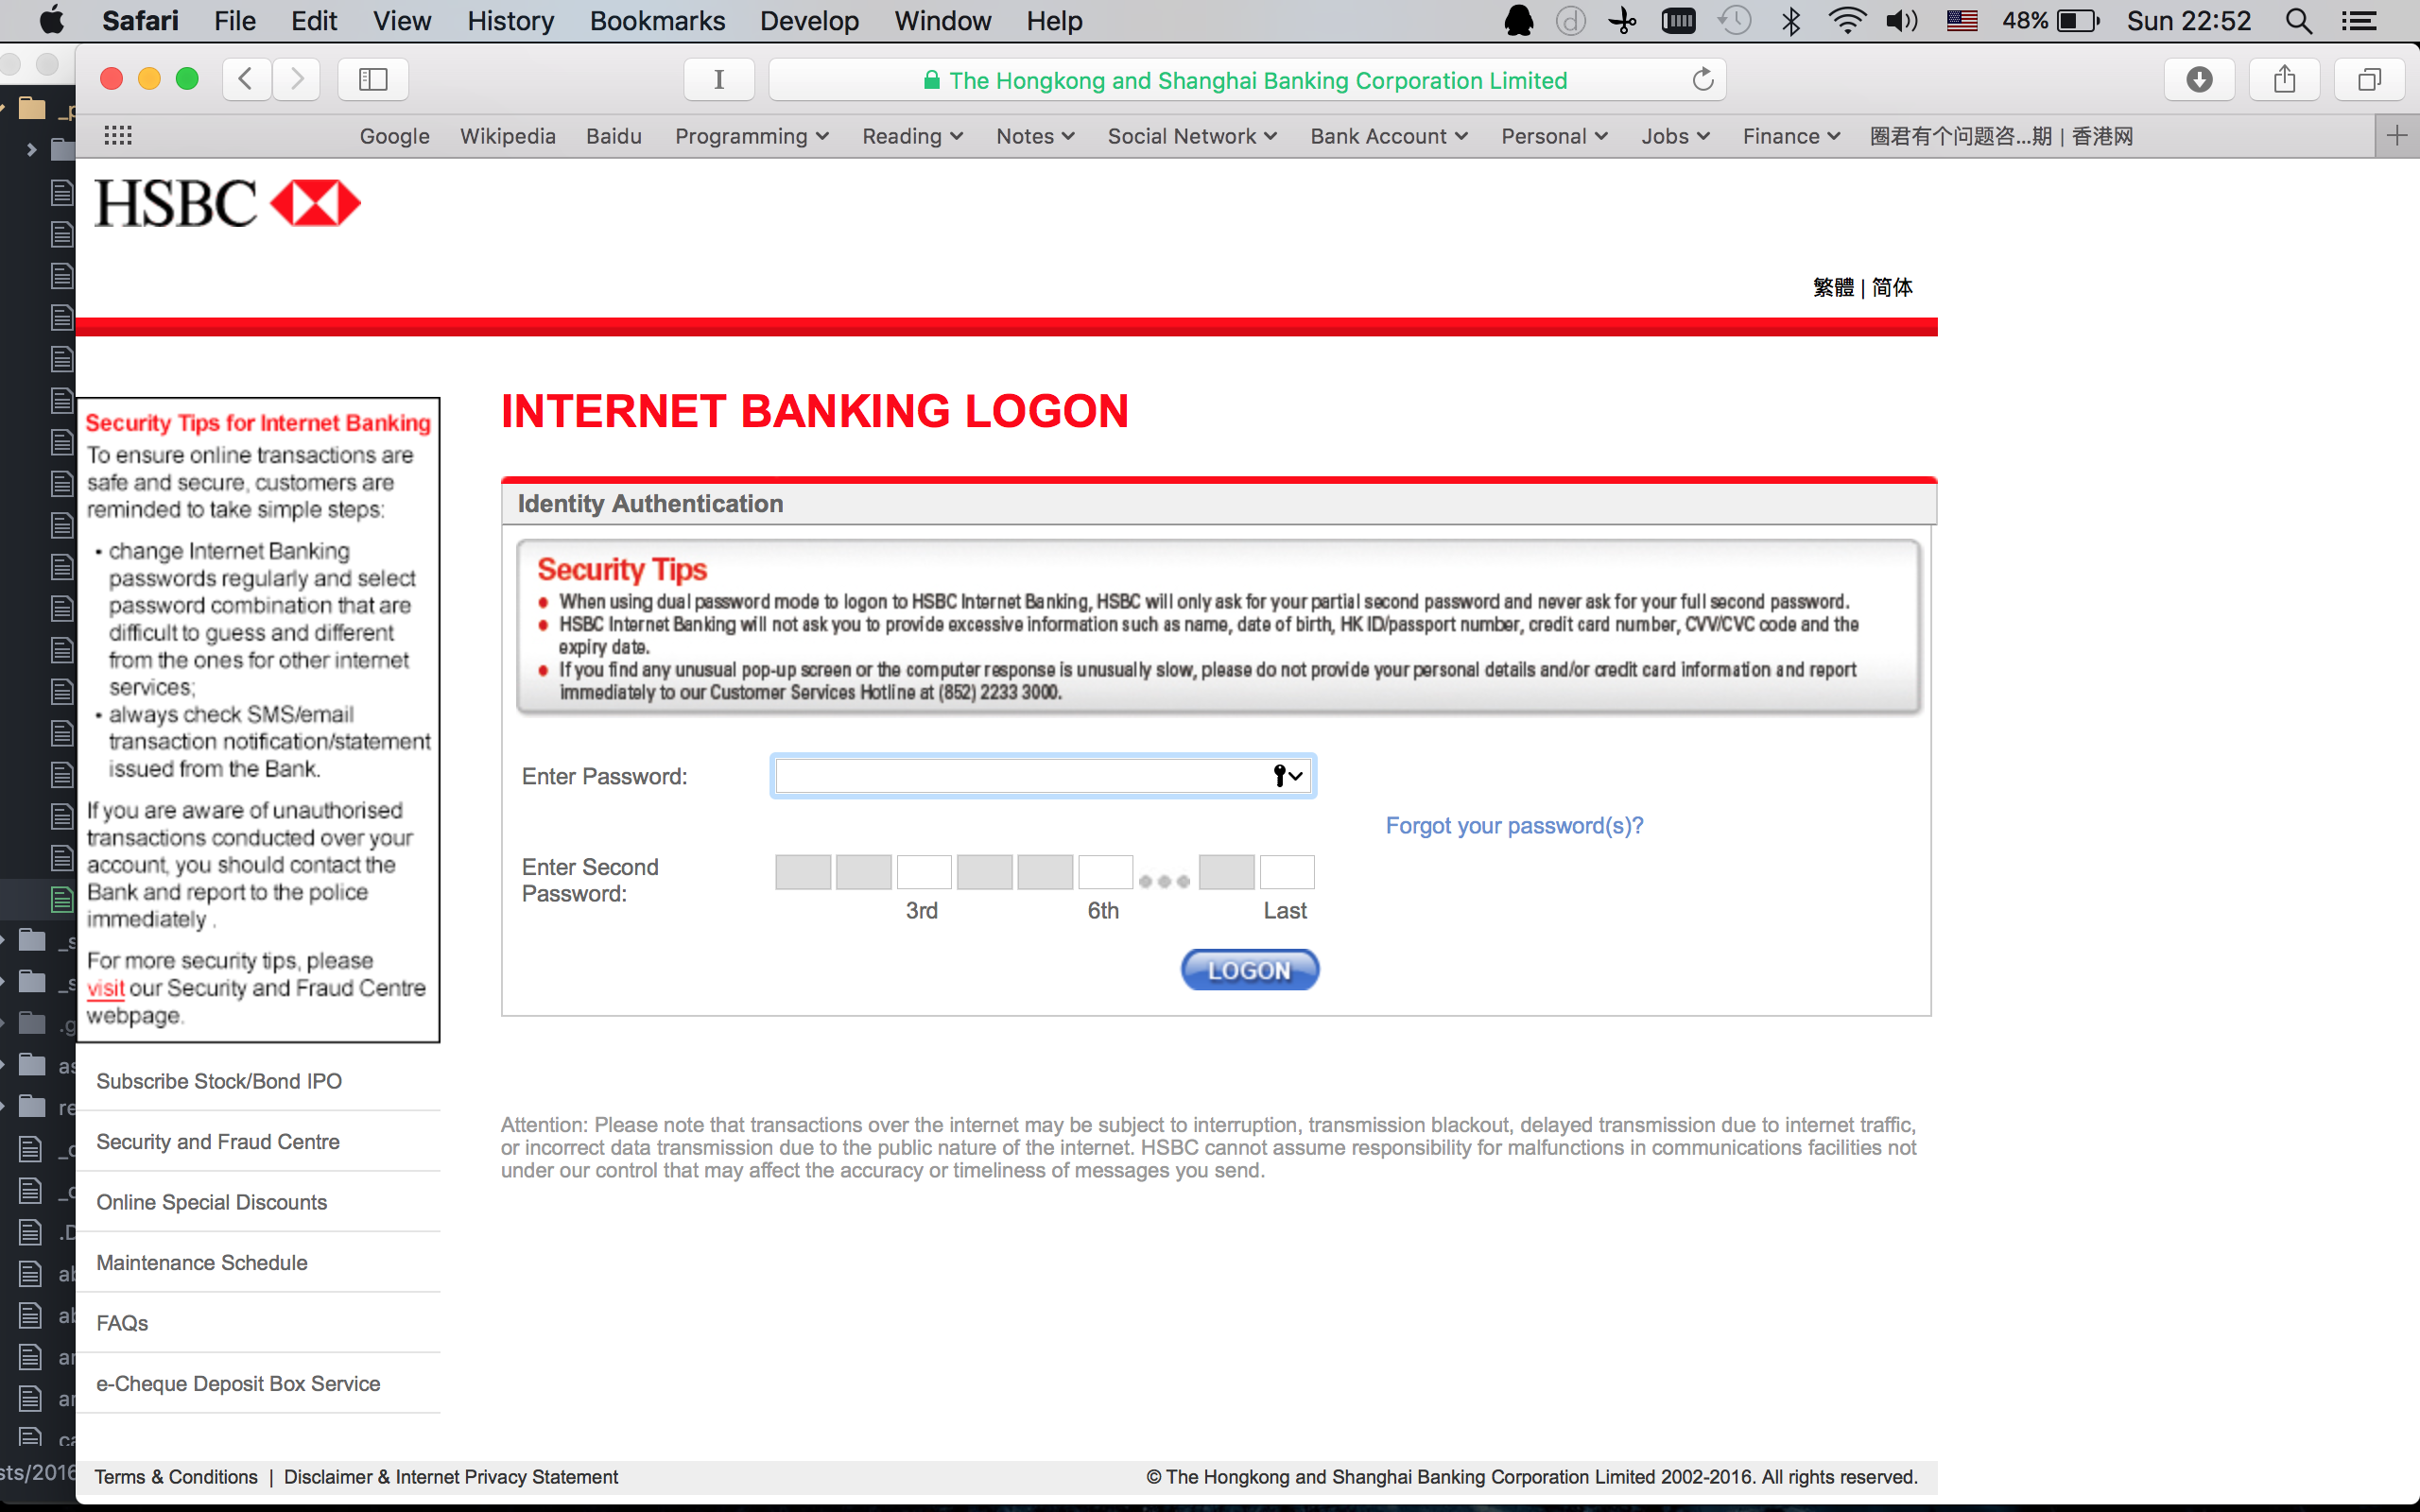 Safari File Edit View History Bookmarks Develop Window Help 48% Sun 22:52
The Hongkong and Shanghai Banking Corporation Limited
Google Wikipedia Baidu Programming Reading Notes Social Network Bank Account Personal Jobs Finance 圈君有个问题咨...期 | 香港网
HSBC
繁體 | 简体
Security Tips for Internet Banking
To ensure online transactions are
safe and secure, customers are
reminded to take simple steps:
• change Internet Banking
passwords regularly and select
password combination that are
difficult to guess and different
from the ones for other internet
services;
• always check SMS/email
transaction notification/statement
issued from the Bank.
If you are aware of unauthorised
transactions conducted over your
account, you should contact the
Bank and report to the police
immediately .
For more security tips, please
visit our Security and Fraud Centre
webpage.
Subscribe Stock/Bond IPO
Security and Fraud Centre
Online Special Discounts
Maintenance Schedule
FAQs
e-Cheque Deposit Box Service
INTERNET BANKING LOGON
Identity Authentication
Security Tips
• When using dual password mode to logon to HSBC Internet Banking, HSBC will only ask for your partial second password and never ask for your full second password.
• HSBC Internet Banking will not ask you to provide excessive information such as name, date of birth, HK ID/passport number, credit card number, CVV/CVC code and the
expiry date.
• If you find any unusual pop-up screen or the computer response is unusually slow, please do not provide your personal details and/or credit card information and report
immediately to our Customer Services Hotline at (852) 2233 3000.
Enter Password:
Forgot your password(s)?
Enter Second
Password:
3rd 6th Last
LOGON
Attention: Please note that transactions over the internet may be subject to interruption, transmission blackout, delayed transmission due to internet traffic,
or incorrect data transmission due to the public nature of the internet. HSBC cannot assume responsibility for malfunctions in communications facilities not
under our control that may affect the accuracy or timeliness of messages you send.
Terms & Conditions | Disclaimer & Internet Privacy Statement © The Hongkong and Shanghai Banking Corporation Limited 2002-2016. All rights reserved.